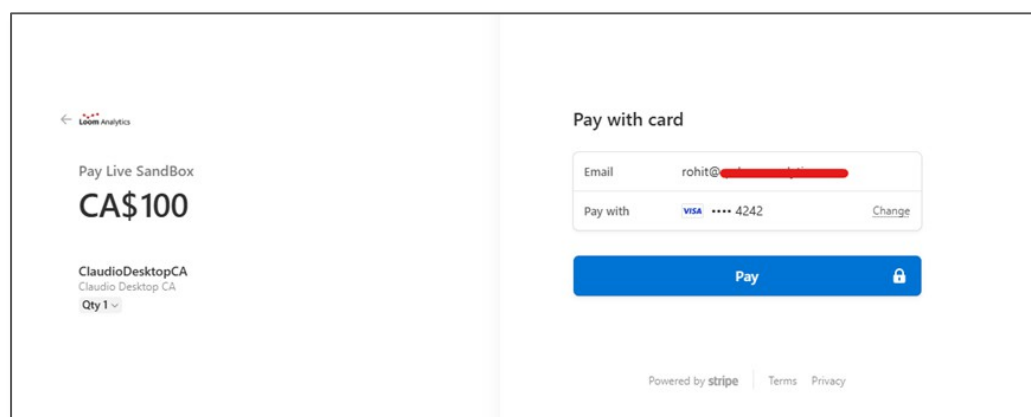 Loom Analytics
Pay Live SandBox
CA$100
ClaudioDesktopCA
Claudio Desktop CA
Qty 1
Pay with card
Email rohit@
Pay with VISA •••• 4242 Change
Pay
Powered by stripe Terms Privacy